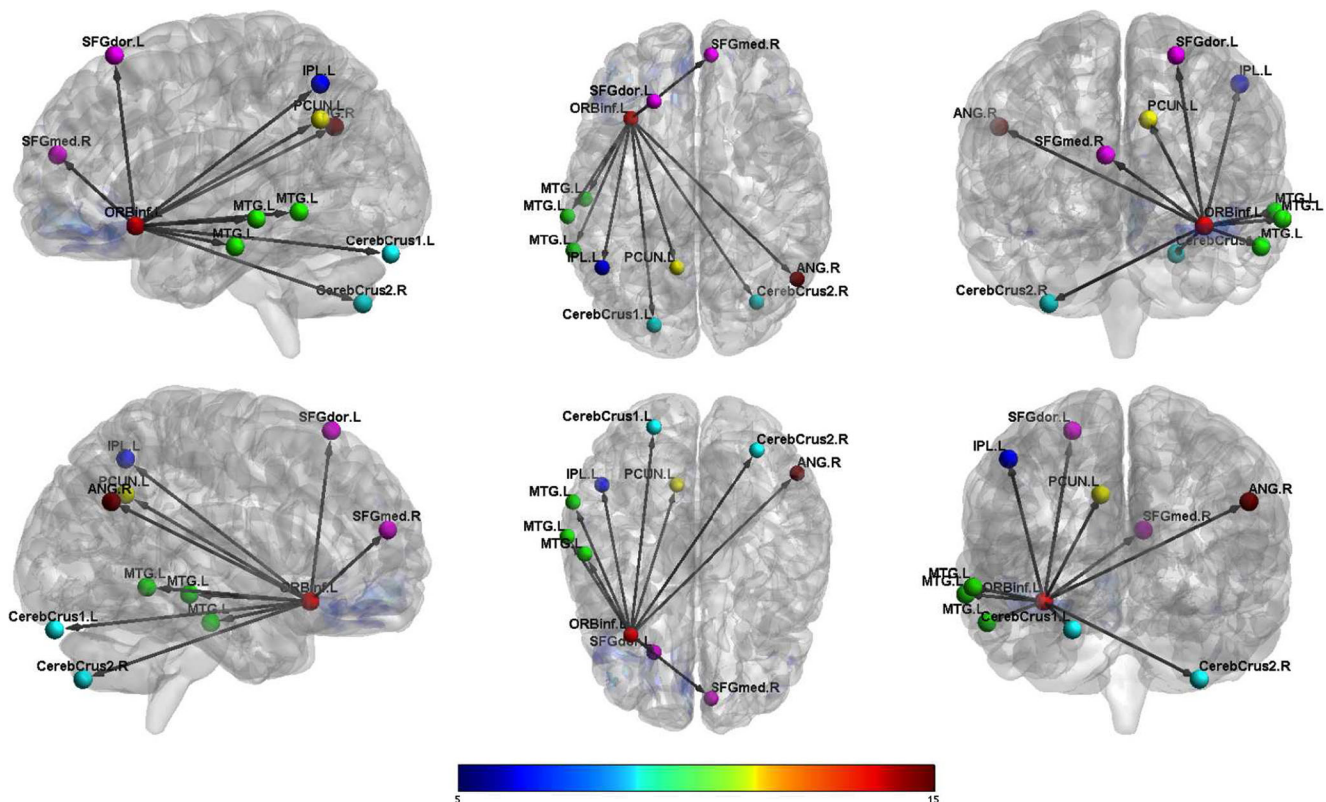 SFGdor.L
IPL.L
PCUN.L
SFGmed.R
ORBinf.L
MTG.L
MTG.L
MTG.L
CerebCrus1.L
CerebCrus2.R
SFGmed.R
SFGdor.L
ORBinf.L
MTG.L
MTG.L
MTG.L
IPL.L
PCUN.L
ANG.R
CerebCrus2.R
CerebCrus1.L
SFGdor.L
IPL.L
PCUN.L
ANG.R
SFGmed.R
ORBinf.L
MTG.L
MTG.L
MTG.L
CerebCrus2.R
SFGdor.L
IPL.L
PCUN.L
ANG.R
SFGmed.R
MTG.L
MTG.L
ORBinf.L
MTG.L
CerebCrus1.L
CerebCrus2.R
CerebCrus1.L
CerebCrus2.R
ANG.R
IPL.L
PCUN.L
MTG.L
MTG.L
MTG.L
ORBinf.L
SFGdor.L
SFGmed.R
SFGdor.L
IPL.L
PCUN.L
ANG.R
SFGmed.R
MTG.L
MTG.L
ORBinf.L
MTG.L
CerebCrus1.L
CerebCrus2.R
5
15